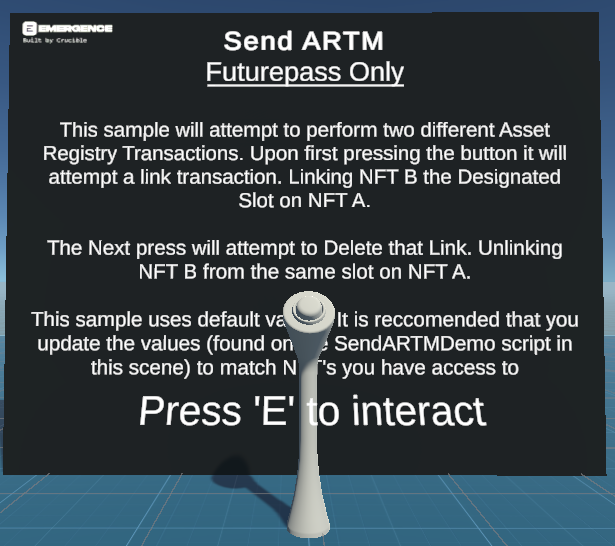 EMERGENCE
Built by Crucible
Send ARTM
Futurepass Only
This sample will attempt to perform two different Asset
Registry Transactions. Upon first pressing the button it will
attempt a link transaction. Linking NFT B the Designated
Slot on NFT A.
The Next press will attempt to Delete that Link. Unlinking
NFT B from the same slot on NFT A.
This sample uses default It is reccomended that you
update the values (found on SendARTMDemo script in
this scene) to match you have access to
Press 'E' to interact